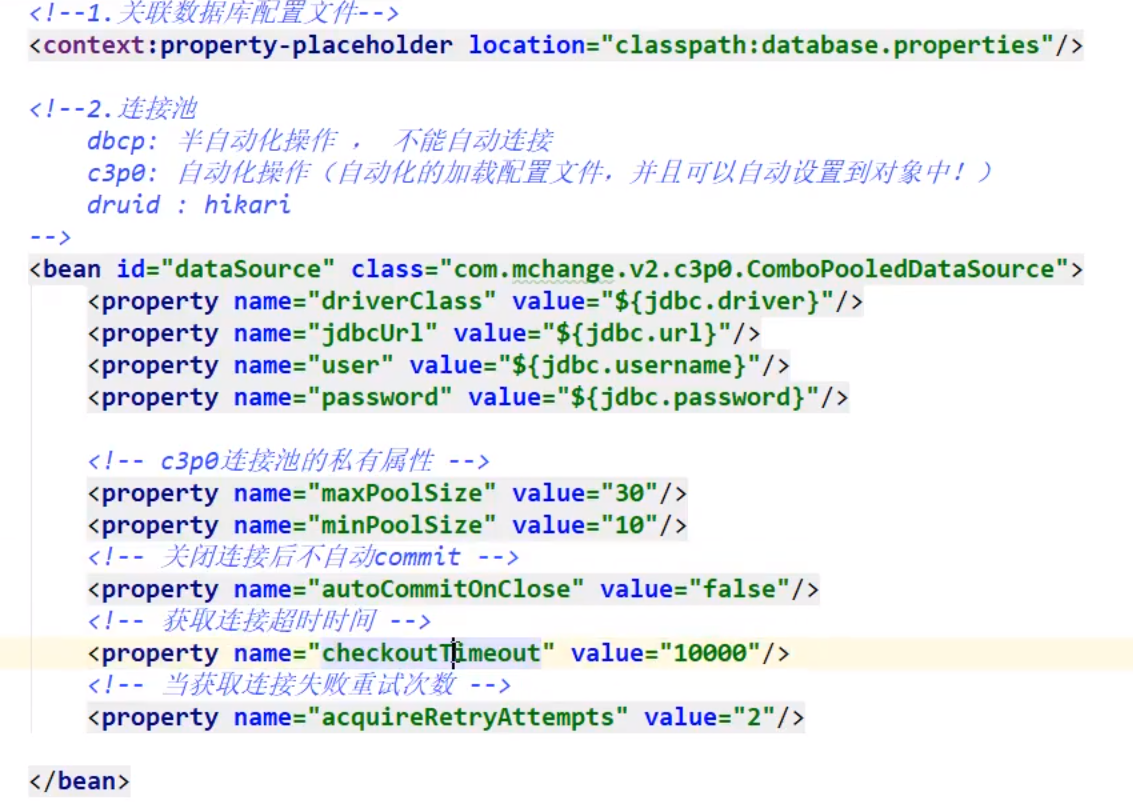 <!--1.关联数据库配置文件-->
<context:property-placeholder location="classpath:database.properties"/>
<!--2.连接池
dbcp: 半自动化操作 ， 不能自动连接
c3p0: 自动化操作（自动化的加载配置文件，并且可以自动设置到对象中！）
druid : hikari
-->
<bean id="dataSource" class="com.mchange.v2.c3p0.ComboPooledDataSource">
<property name="driverClass" value="${jdbc.driver}"/>
<property name="jdbcUrl" value="${jdbc.url}"/>
<property name="user" value="${jdbc.username}"/>
<property name="password" value="${jdbc.password}"/>
<!-- c3p0连接池的私有属性 -->
<property name="maxPoolSize" value="30"/>
<property name="minPoolSize" value="10"/>
<!-- 关闭连接后不自动commit -->
<property name="autoCommitOnClose" value="false"/>
<!-- 获取连接超时时间 -->
<property name="checkoutTimeout" value="10000"/>
<!-- 当获取连接失败重试次数 -->
<property name="acquireRetryAttempts" value="2"/>
</bean>